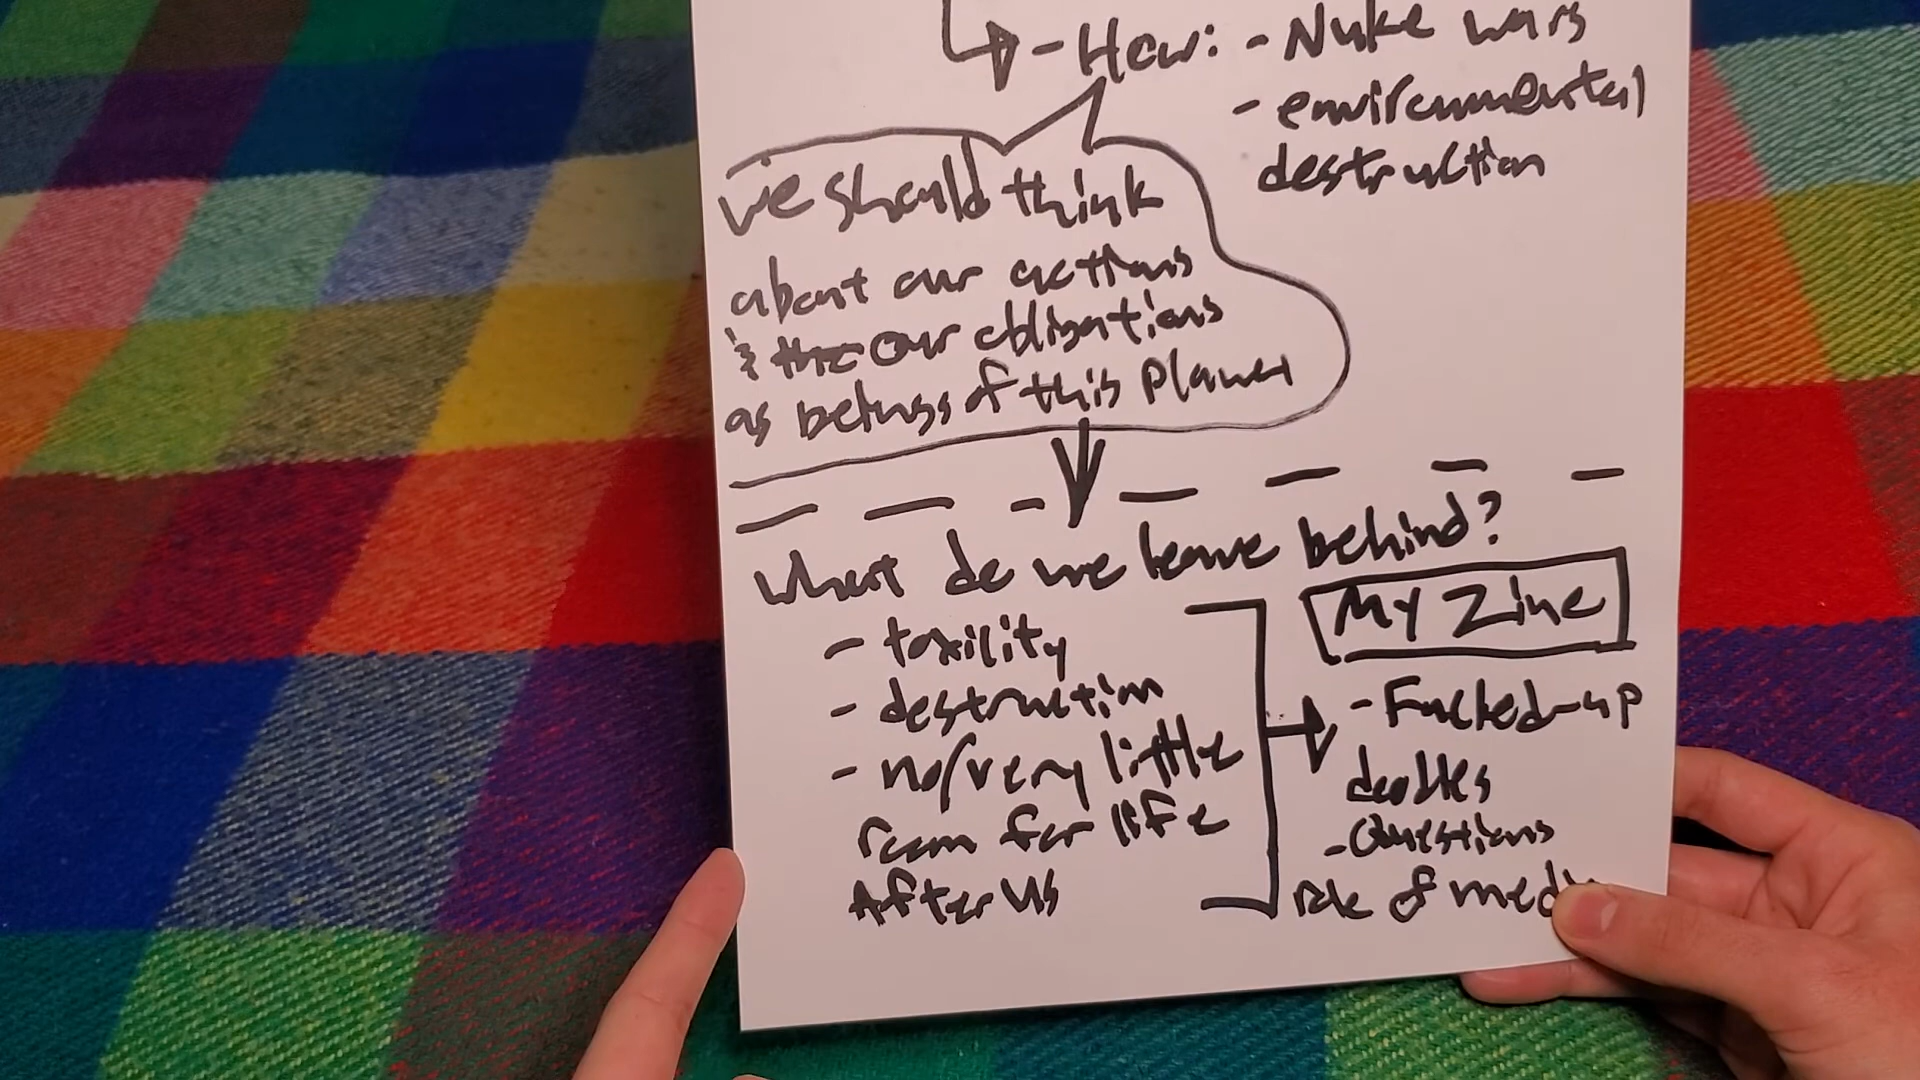 - How: - Nuke wars
- environmental
destruction
we should think
about our actions
& the our obligations
as beings of this planet
What do we leave behind?
- toxicity
- destruction
- no/very little
room for life
After us
My Zine
- Fucked-up
doodles
- Questions
role of med